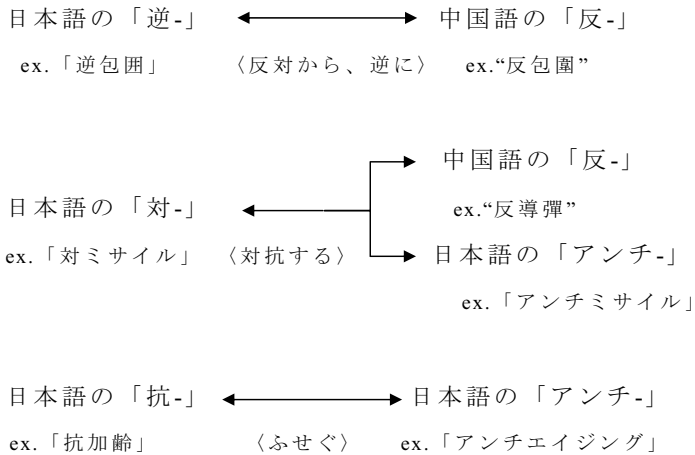 日本語の「逆-」 中国語の「反-」
ex.「逆包囲」 〈反対から、逆に〉 ex.“反包圍”
中国語の「反-」
日本語の「対-」 ex.“反導彈”
ex.「対ミサイル」 〈対抗する〉 日本語の「アンチ-」
ex.「アンチミサイル」
日本語の「抗-」 日本語の「アンチ-」
ex.「抗加齢」 〈ふせぐ〉 ex.「アンチエイジング」